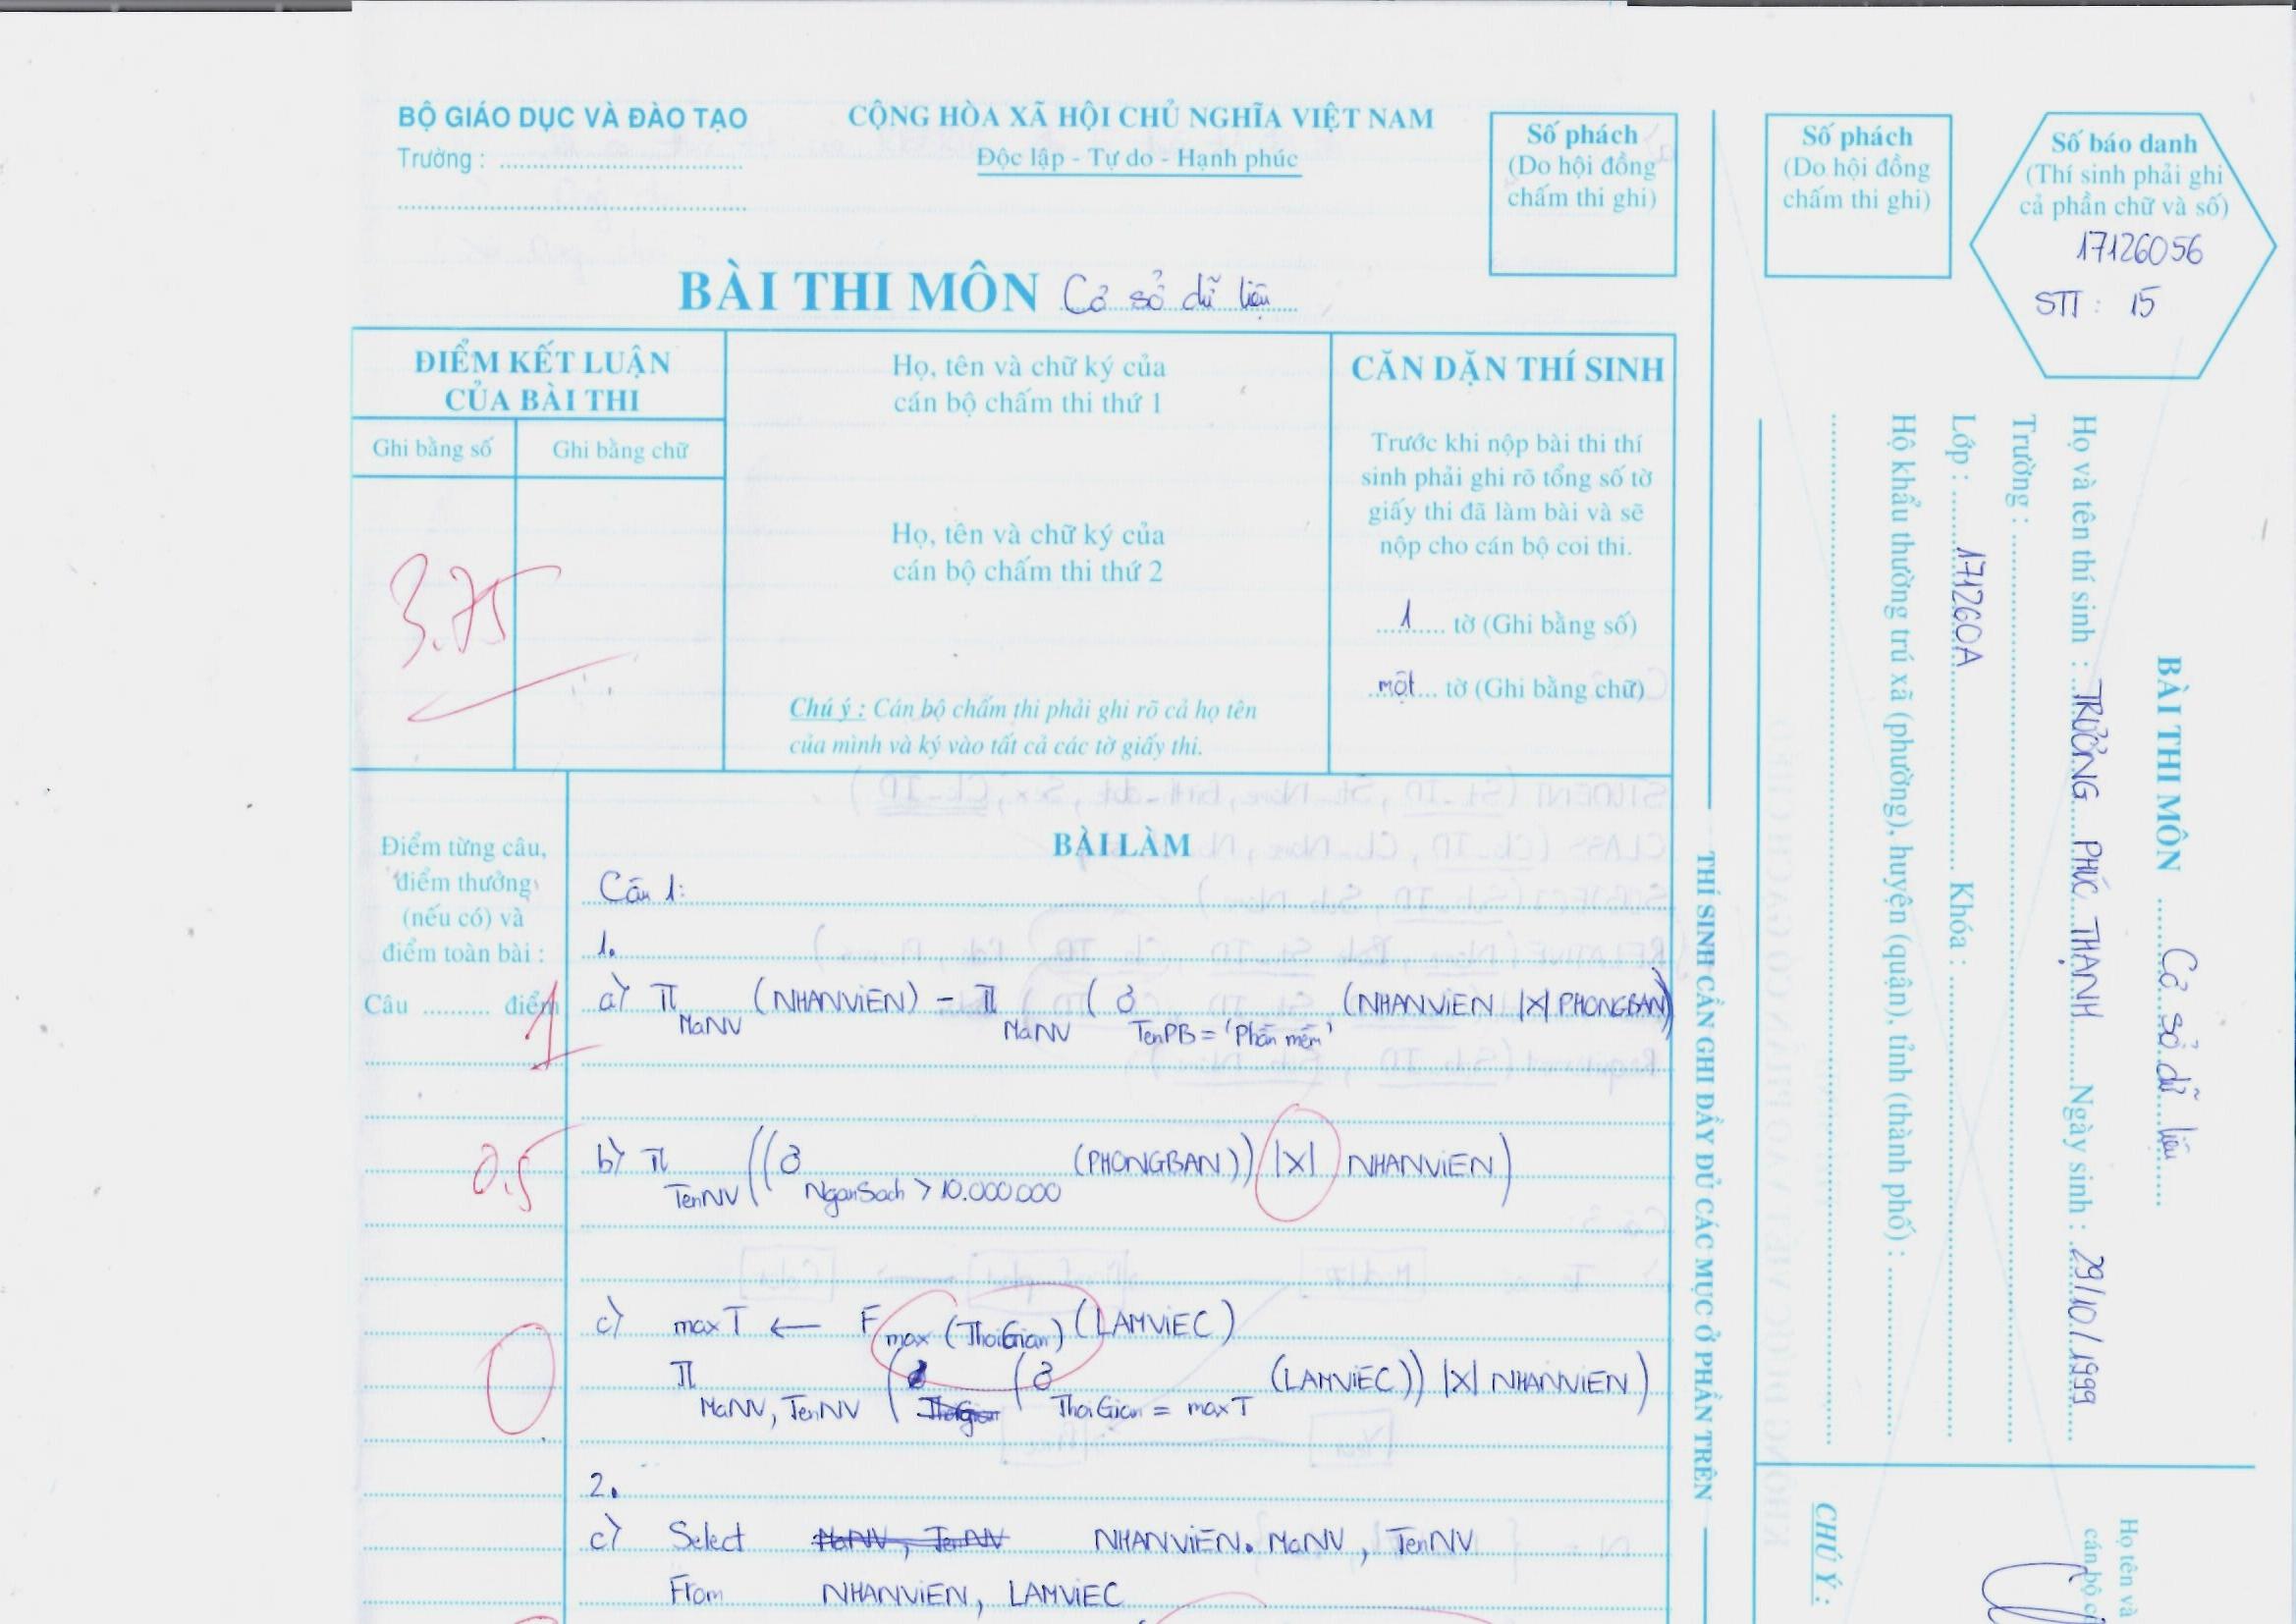 BỘ GIÁO DỤC VÀ ĐÀO TẠO
Trường :
CỘNG HÒA XÃ HỘI CHỦ NGHĨA VIỆT NAM
Độc lập - Tự do - Hạnh phúc
Số phách
(Do hội đồng
chấm thi ghi)
BÀI THI MÔN Cơ sở dữ liệu
ĐIỂM KẾT LUẬN
CỦA BÀI THI
Ghi bằng số
Ghi bằng chữ
3.75
Họ, tên và chữ ký của
cán bộ chấm thi thứ 1
Họ, tên và chữ ký của
cán bộ chấm thi thứ 2
Chú ý : Cán bộ chấm thi phải ghi rõ cả họ tên
của mình và ký vào tất cả các tờ giấy thi.
CĂN DẶN THÍ SINH
Trước khi nộp bài thi thí
sinh phải ghi rõ tổng số tờ
giấy thi đã làm bài và sẽ
nộp cho cán bộ coi thi.
1 tờ (Ghi bằng số)
một tờ (Ghi bằng chữ)
Điểm từng câu,
điểm thưởng
(nếu có) và
điểm toàn bài :
Câu .......... điểm
1
0.5
0
BÀI LÀM
Câu 1:
1.
a) π MaNV (NHANVIEN) - π MaNV ( σ TenPB = 'Phần mềm' (NHANVIEN |X| PHONGBAN)
b) π TenNV ((σ NganSach > 10.000.000 (PHONGBAN)) |X| NHANVIEN)
c) maxT ← F max (ThoiGian) (LAMVIEC)
π MaNV, TenNV ( σ ThoiGian ( σ ThoiGian = maxT (LAMVIEC)) |X| NHANVIEN)
2.
c) Select MaNV, TenNV NHANVIEN.MaNV, TenNV
From NHANVIEN, LAMVIEC
THÍ SINH CẦN GHI ĐẦY ĐỦ CÁC MỤC Ở PHẦN TRÊN
Số phách
(Do hội đồng
chấm thi ghi)
Số báo danh
(Thí sinh phải ghi
cả phần chữ và số)
17126056
STT : 15
BÀI THI MÔN Cơ sở dữ liệu
Họ và tên thí sinh : TRƯỞNG PHÚC THẠNH Ngày sinh : 29/10/1999
Trường :
Lớp : 171260A Khóa :
Hộ khẩu thường trú xã (phường), huyện (quận), tỉnh (thành phố) :
Họ tên và
cán bộ
CHÚ Ý :